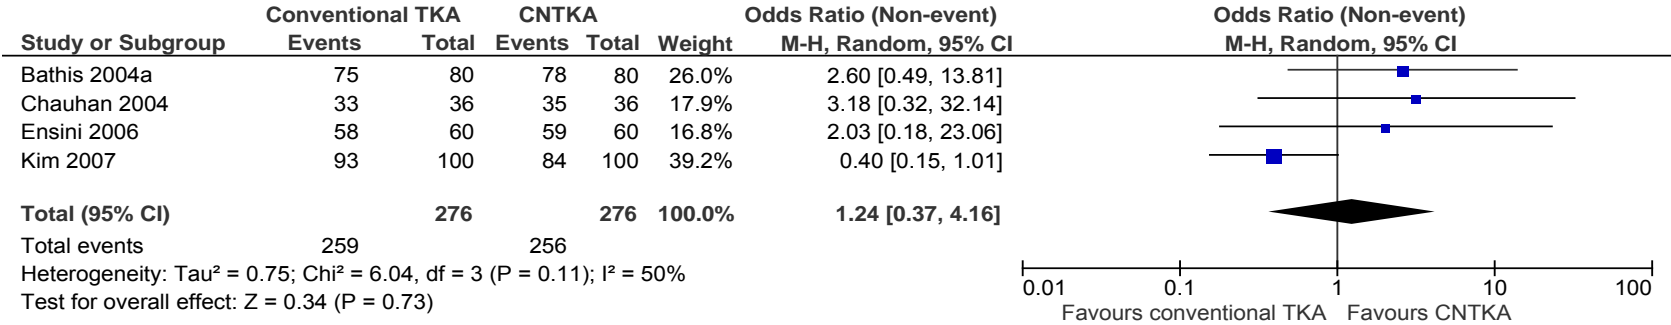 Conventional TKA CNTKA Odds Ratio (Non-event) Odds Ratio (Non-event)
Study or Subgroup Events Total Events Total Weight M-H, Random, 95% CI M-H, Random, 95% CI
Bathis 2004a 75 80 78 80 26.0% 2.60 [0.49, 13.81]
Chauhan 2004 33 36 35 36 17.9% 3.18 [0.32, 32.14]
Ensini 2006 58 60 59 60 16.8% 2.03 [0.18, 23.06]
Kim 2007 93 100 84 100 39.2% 0.40 [0.15, 1.01]
Total (95% CI) 276 276 100.0% 1.24 [0.37, 4.16]
Total events 259 256
Heterogeneity: Tau² = 0.75; Chi² = 6.04, df = 3 (P = 0.11); I² = 50%
Test for overall effect: Z = 0.34 (P = 0.73)
0.01 0.1 1 10 100
Favours conventional TKA Favours CNTKA